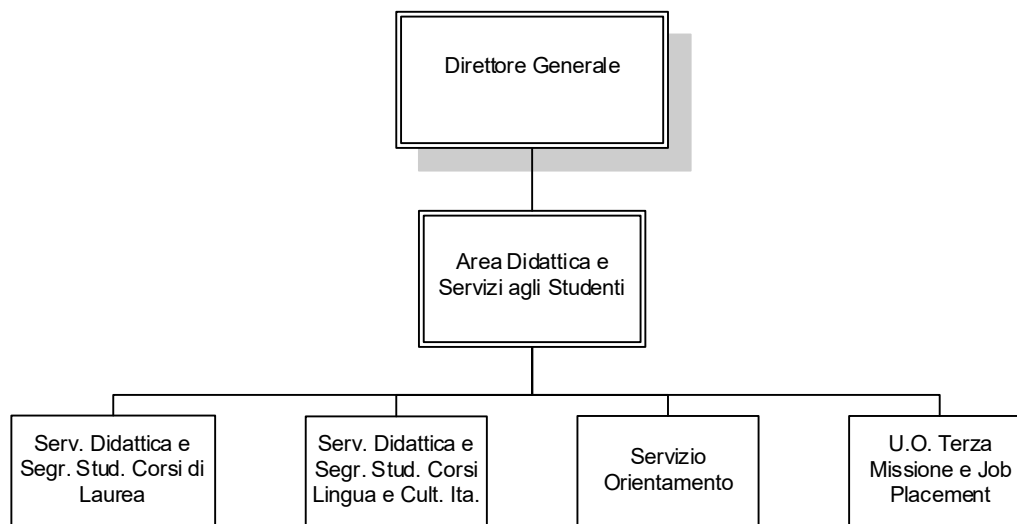 Direttore Generale
Area Didattica e
Servizi agli Studenti
Serv. Didattica e
Segr. Stud. Corsi di
Laurea
Serv. Didattica e
Segr. Stud. Corsi
Lingua e Cult. Ita.
Servizio
Orientamento
U.O. Terza
Missione e Job
Placement